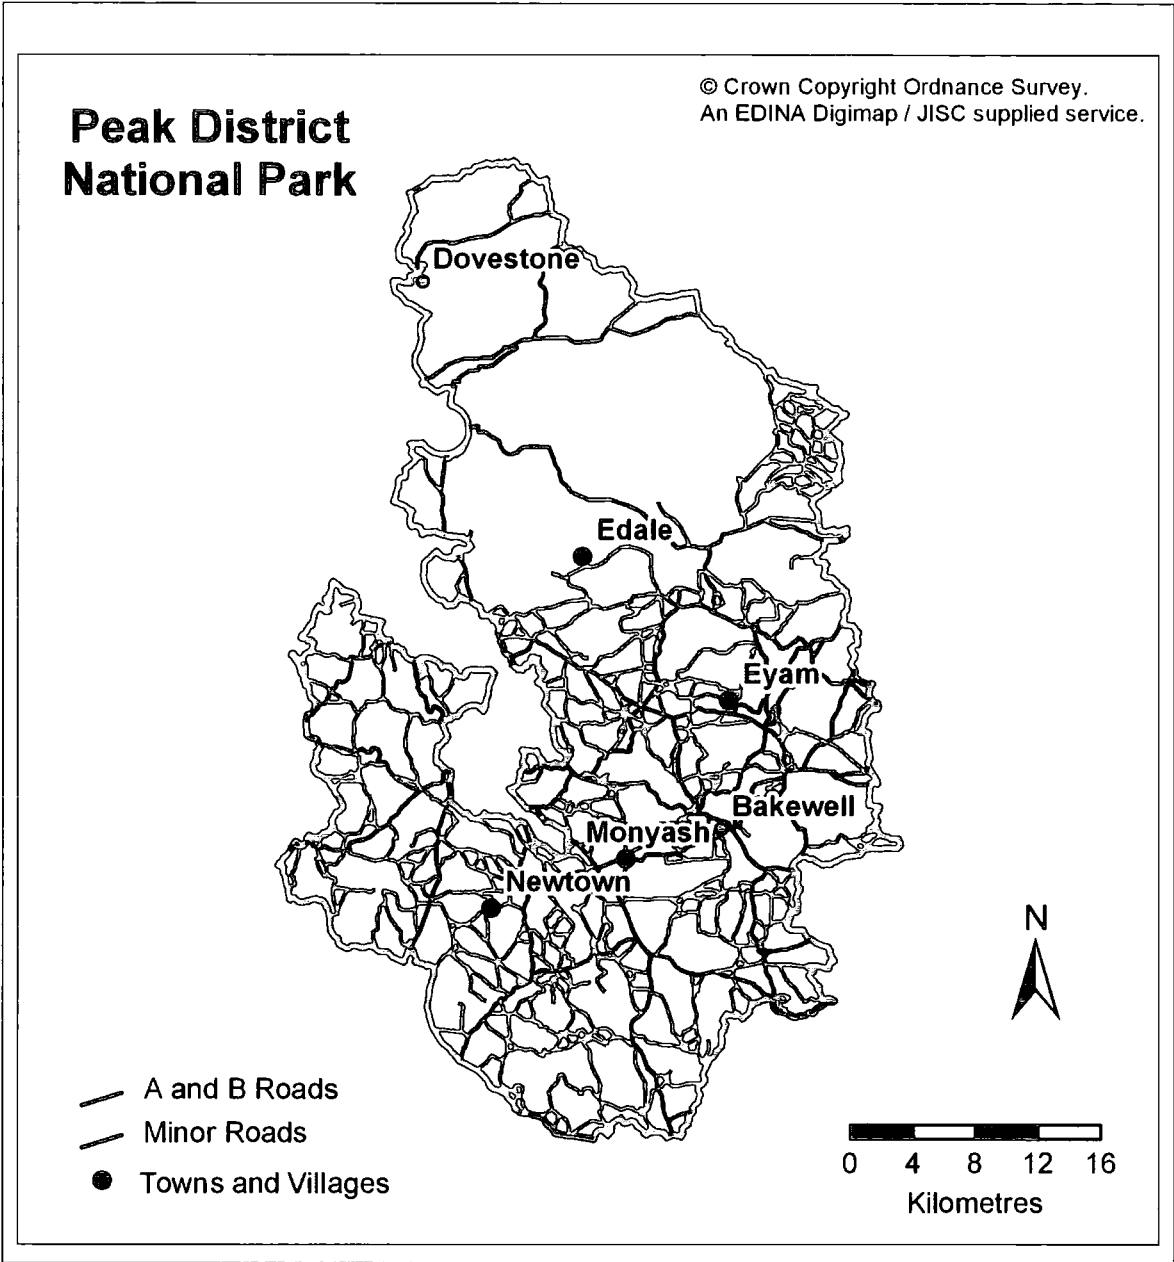 © Crown Copyright Ordnance Survey.
An EDINA Digimap / JISC supplied service.
Peak District
National Park
Dovestone
Edale
Eyam
Bakewell
Monyash
Newtown
N
A and B Roads
Minor Roads
Towns and Villages
0 4 8 12 16
Kilometres